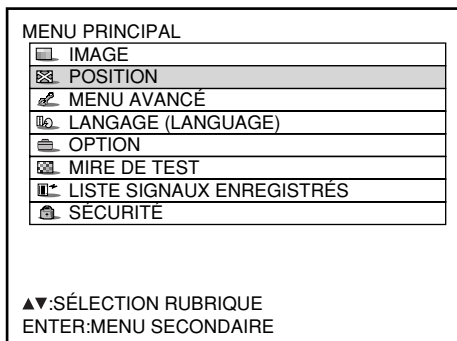 MENU PRINCIPAL
IMAGE
POSITION
MENU AVANCÉ
LANGAGE (LANGUAGE)
OPTION
MIRE DE TEST
LISTE SIGNAUX ENREGISTRÉS
SÉCURITÉ
▲▼:SÉLECTION RUBRIQUE
ENTER:MENU SECONDAIRE